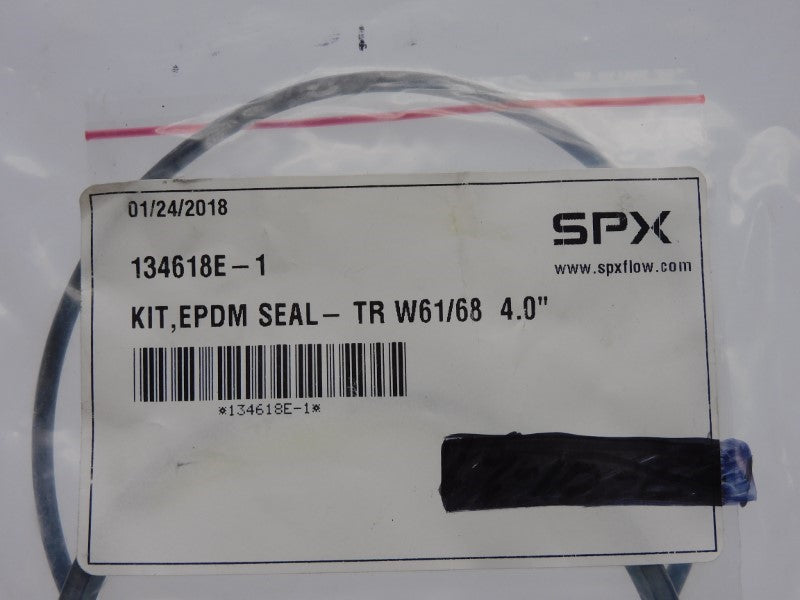 01/24/2018
SPX
www.spxflow.com
134618E-1
KIT,EPDM SEAL- TR W61/68 4.0"
*134618E-1*